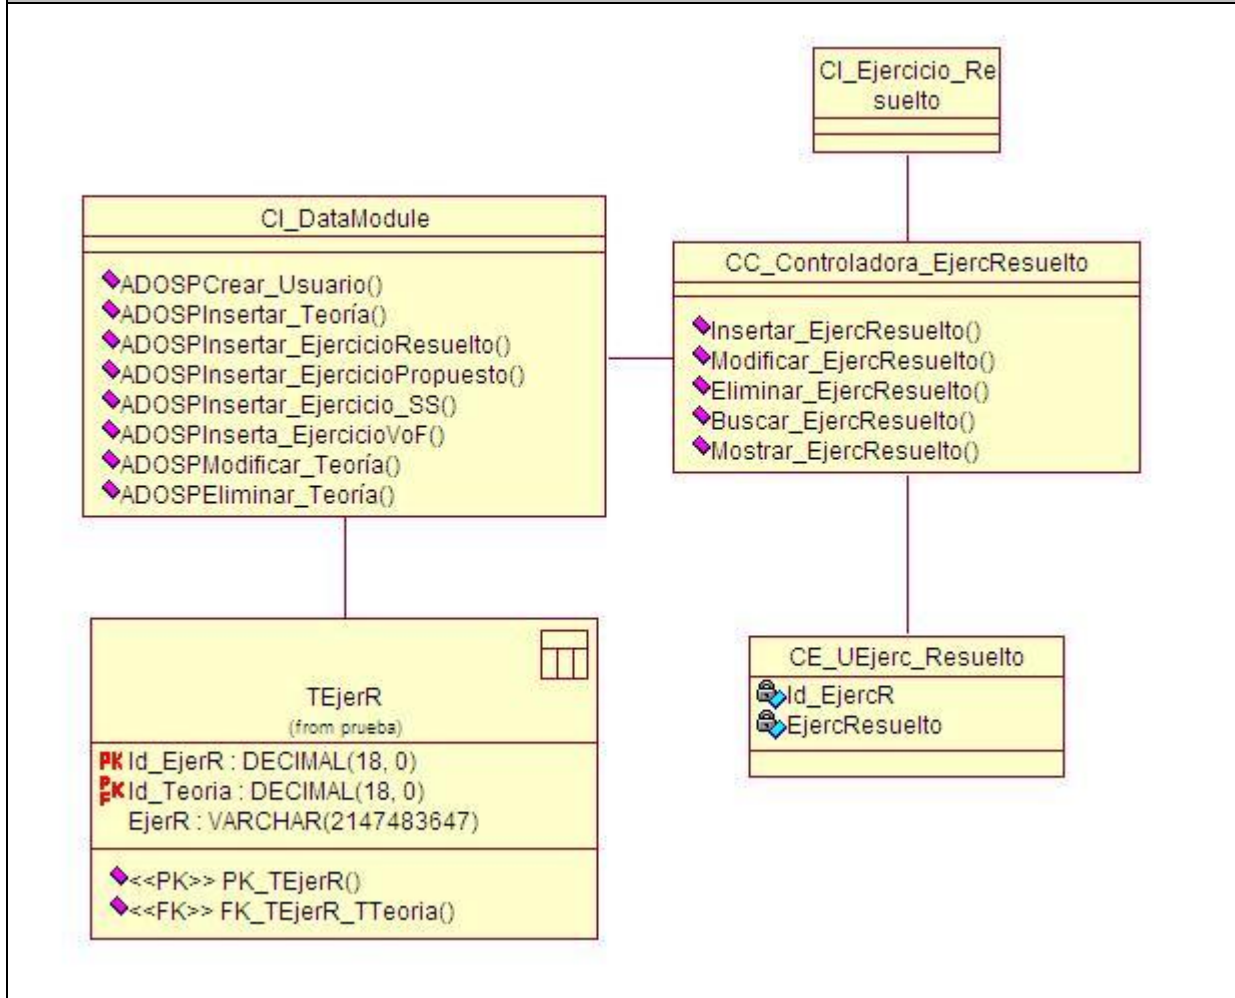 CI_Ejercicio_Re
suelto
CI_DataModule
ADOSPCrear_Usuario()
ADOSPInsertar_Teoría()
ADOSPInsertar_EjercicioResuelto()
ADOSPInsertar_EjercicioPropuesto()
ADOSPInsertar_Ejercicio_SS()
ADOSPInserta_EjercicioVoF()
ADOSPModificar_Teoría()
ADOSPEliminar_Teoría()
CC_Controladora_EjercResuelto
Insertar_EjercResuelto()
Modificar_EjercResuelto()
Eliminar_EjercResuelto()
Buscar_EjercResuelto()
Mostrar_EjercResuelto()
TEjerR
(from prueba)
PK Id_EjerR : DECIMAL(18, 0)
PFK Id_Teoria : DECIMAL(18, 0)
EjerR : VARCHAR(2147483647)
<<PK>> PK_TEjerR()
<<FK>> FK_TEjerR_TTeoria()
CE_UEjerc_Resuelto
Id_EjercR
EjercResuelto